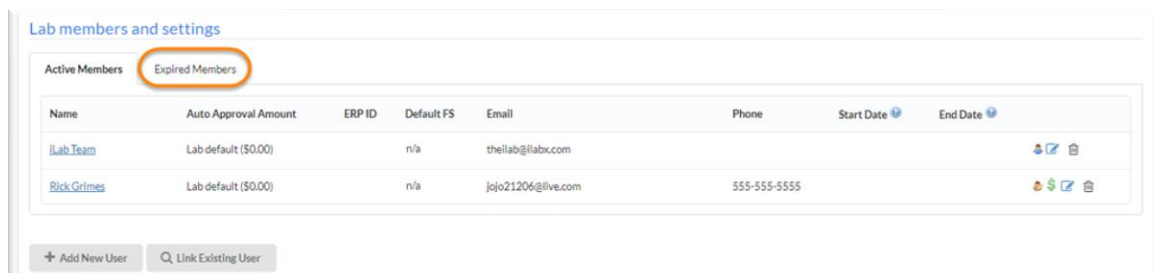 Lab members and settings
Active Members Expired Members
Name Auto Approval Amount ERP ID Default FS Email Phone Start Date End Date
iLab Team Lab default ($0.00) n/a theilab@ilabx.com
Rick Grimes Lab default ($0.00) n/a jojo21206@live.com 555-555-5555
+ Add New User Link Existing User